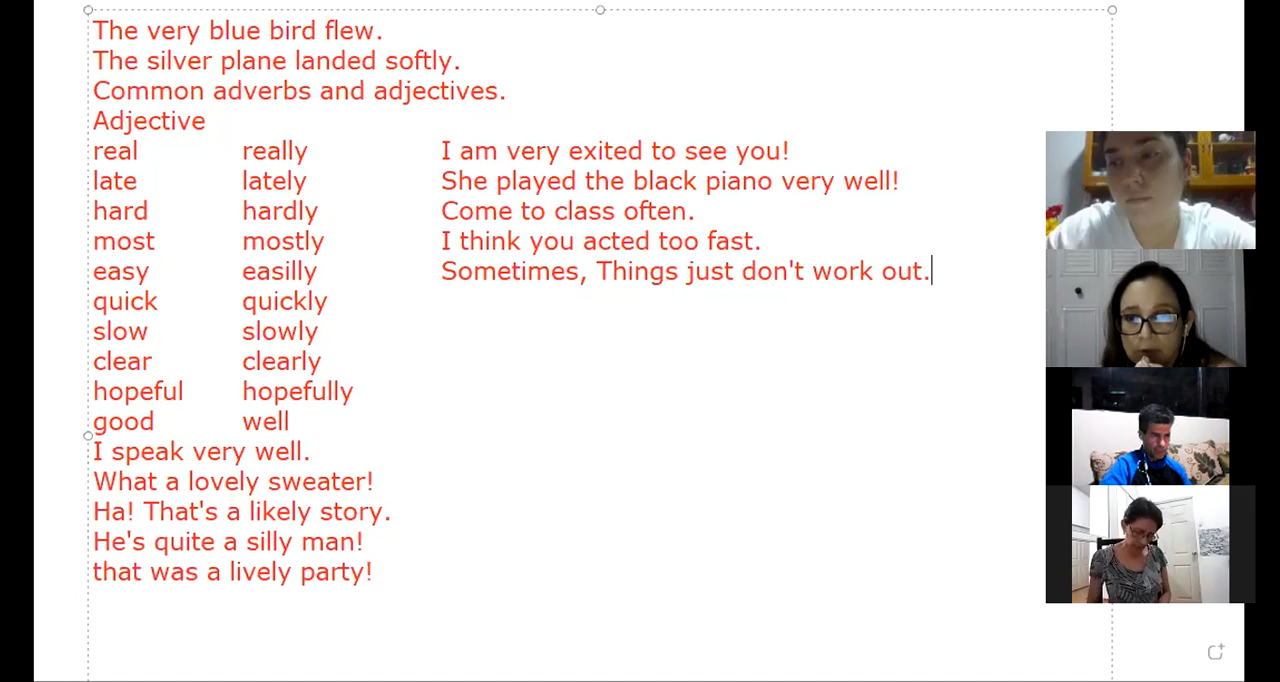 The very blue bird flew.
The silver plane landed softly.
Common adverbs and adjectives.
Adjective
real really I am very exited to see you!
late lately She played the black piano very well!
hard hardly Come to class often.
most mostly I think you acted too fast.
easy easilly Sometimes, Things just don't work out.
quick quickly
slow slowly
clear clearly
hopeful hopefully
good well
I speak very well.
What a lovely sweater!
Ha! That's a likely story.
He's quite a silly man!
that was a lively party!